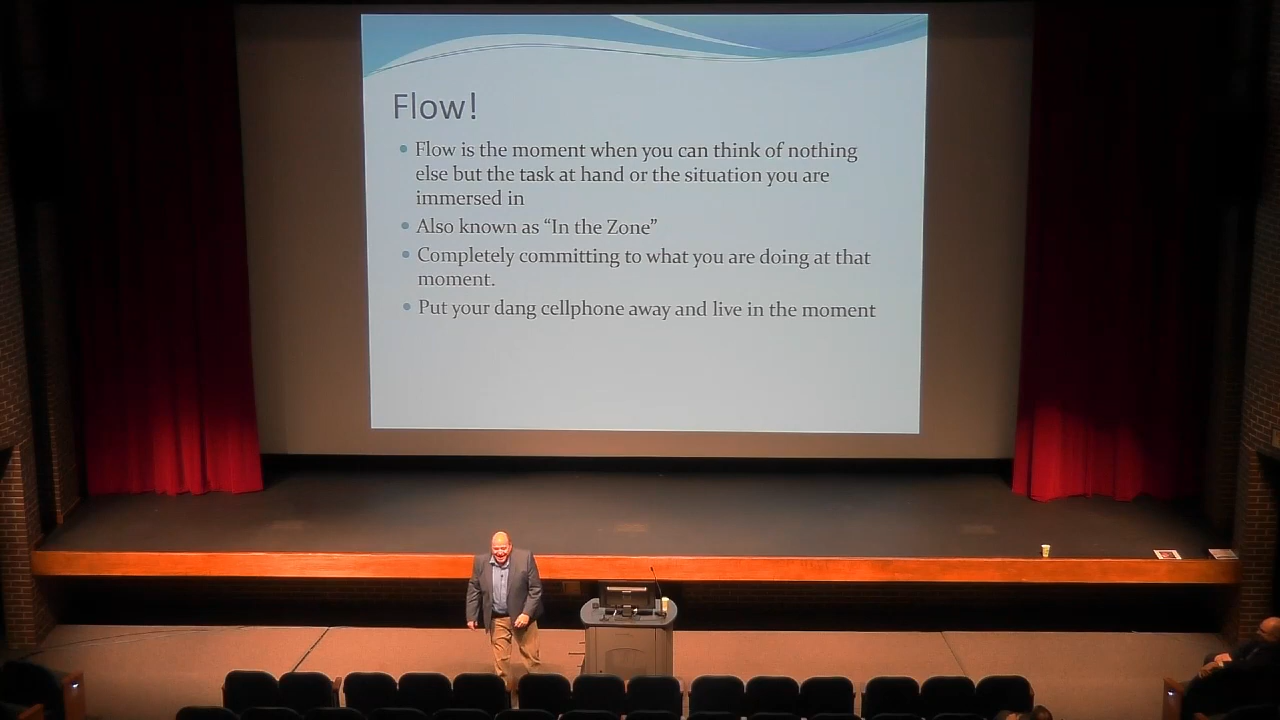 Flow!
Flow is the moment when you can think of nothing
else but the task at hand or the situation you are
immersed in
Also known as “In the Zone”
Completely committing to what you are doing at that
moment.
Put your dang cellphone away and live in the moment